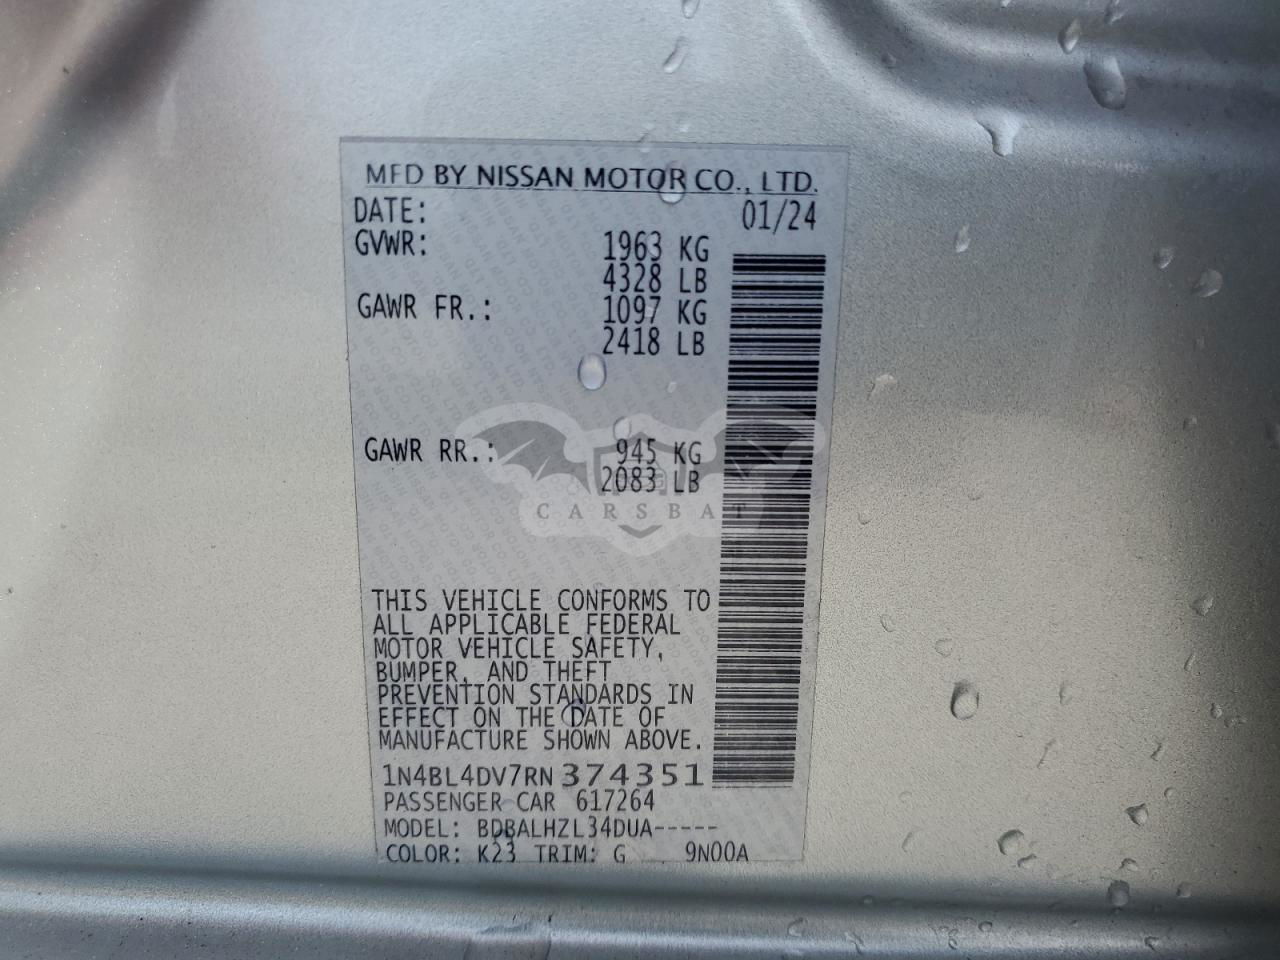 MFD BY NISSAN MOTOR CO., LTD.
DATE: 01/24
GVWR: 1963 KG
4328 LB
GAWR FR.: 1097 KG
2418 LB
GAWR RR.: 945 KG
2083 LB
CARSBAT
THIS VEHICLE CONFORMS TO
ALL APPLICABLE FEDERAL
MOTOR VEHICLE SAFETY,
BUMPER, AND THEFT
PREVENTION STANDARDS IN
EFFECT ON THE DATE OF
MANUFACTURE SHOWN ABOVE.
1N4BL4DV7RN374351
PASSENGER CAR 617264
MODEL: BDBALHZL34DUA-----
COLOR: K23 TRIM: G 9N00A